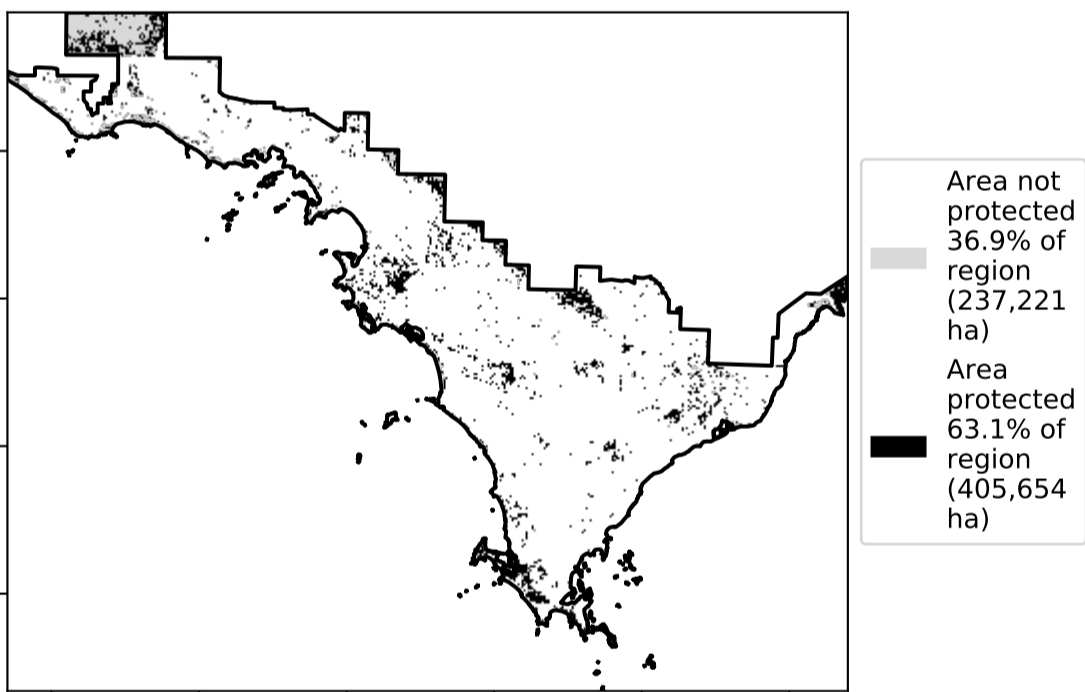 Area not
protected
36.9% of
region
(237,221
ha)
Area
protected
63.1% of
region
(405,654
ha)